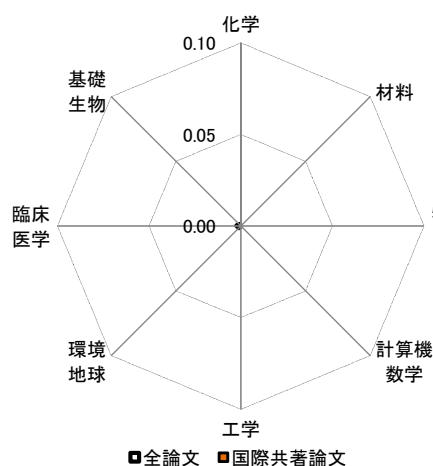 化学
0.10
基礎
生物
材料
0.05
臨床
医学
0.00
環境
地球
計算機
数学
工学
全論文 国際共著論文